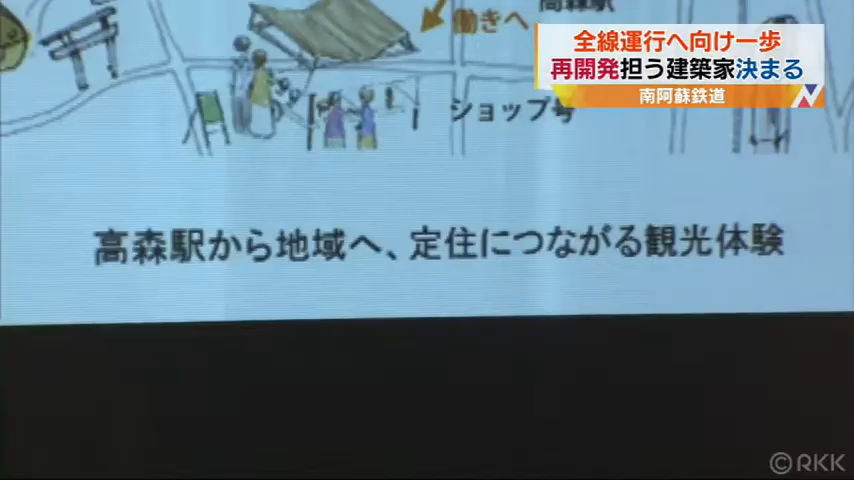 高森駅
働きへ
全線運行へ向け一歩
再開発担う建築家決まる
南阿蘇鉄道
ショップ号
高森駅から地域へ、定住につながる観光体験
©RKK